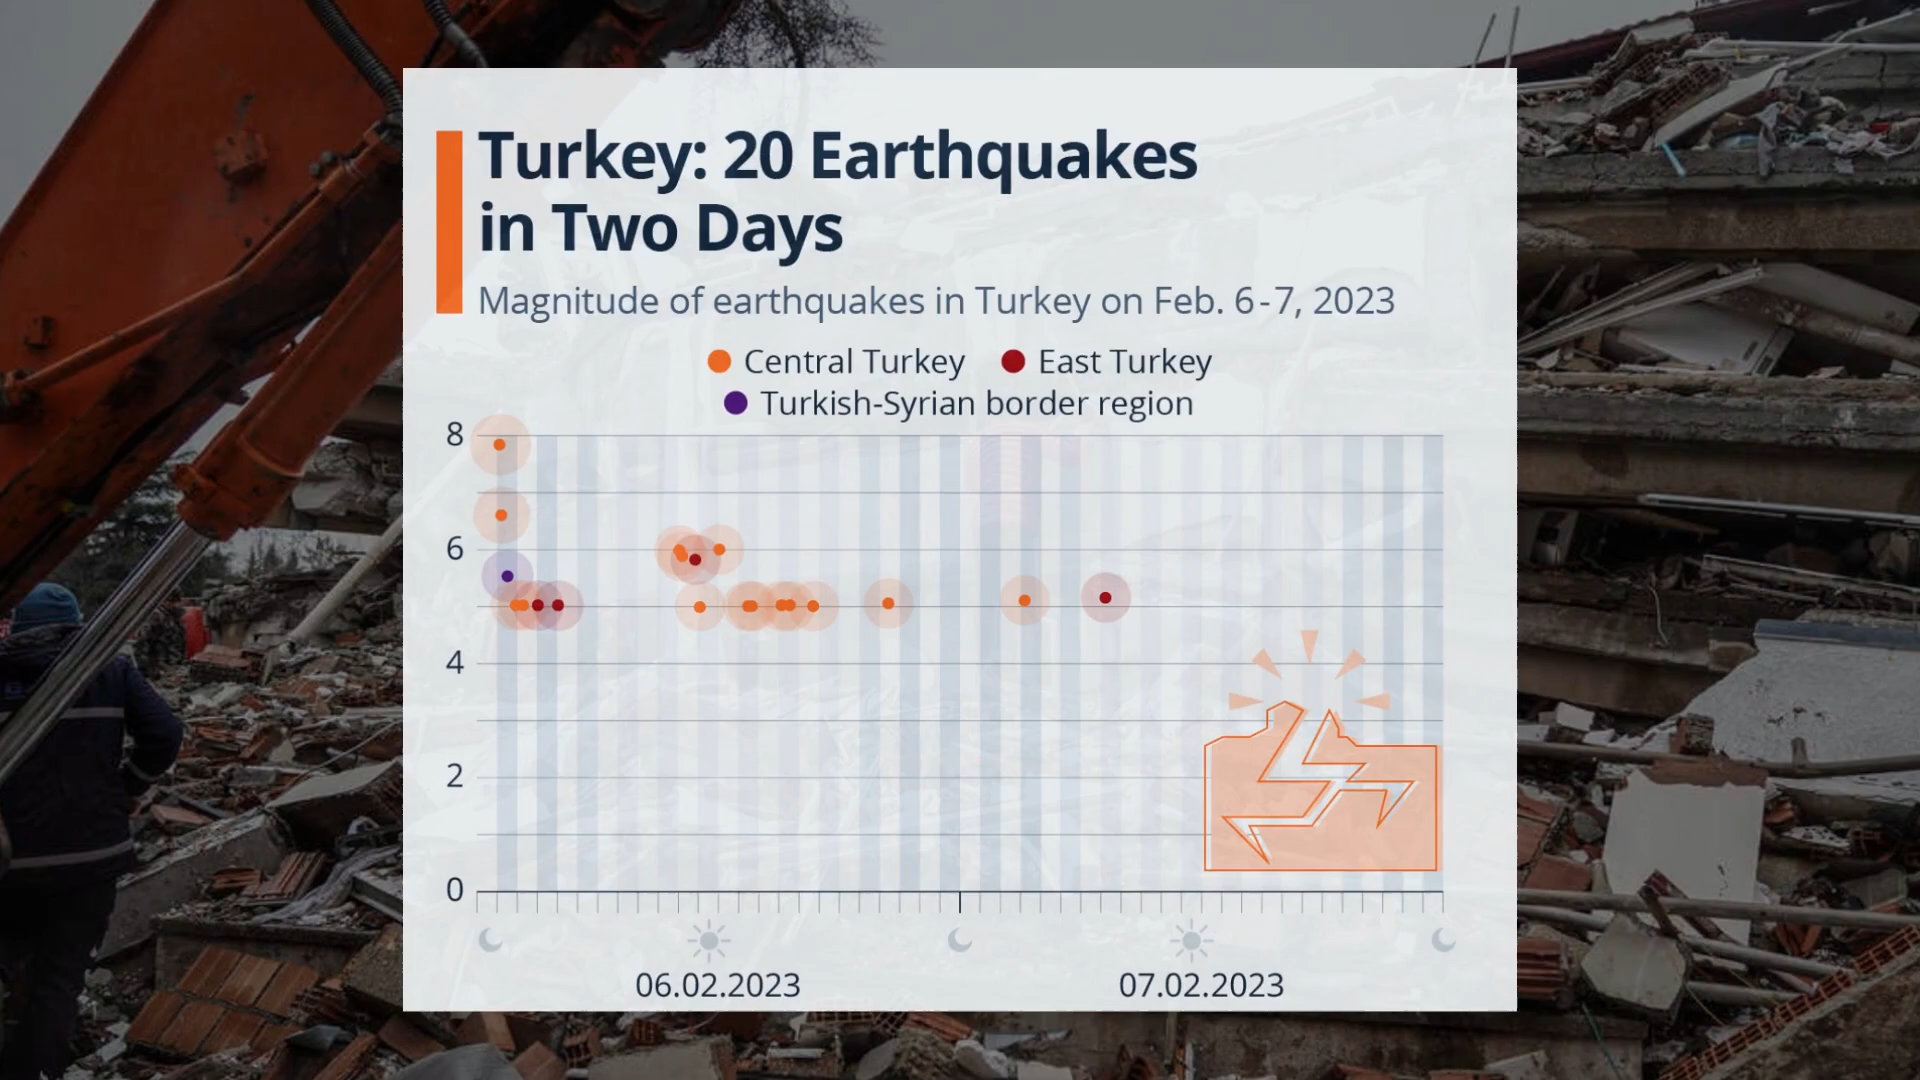 Turkey: 20 Earthquakes
in Two Days
Magnitude of earthquakes in Turkey on Feb. 6-7, 2023
Central Turkey East Turkey
Turkish-Syrian border region
8
6
4
2
0
06.02.2023 07.02.2023